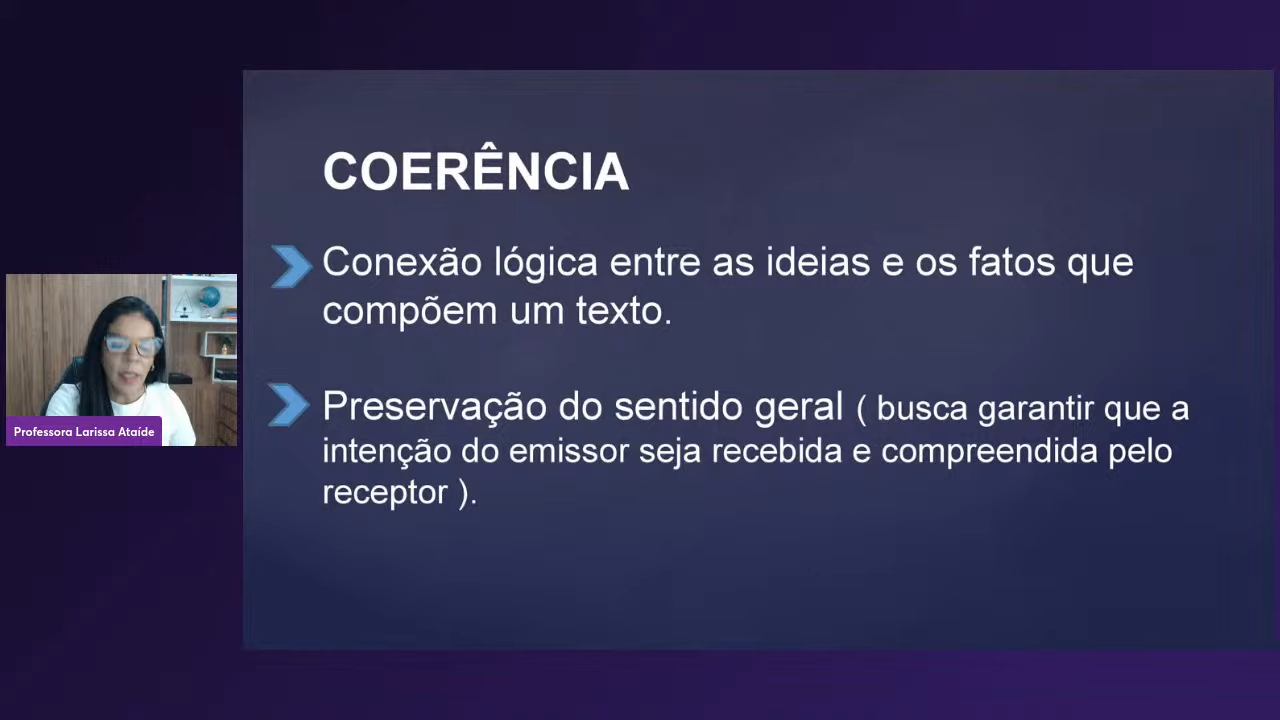 COERÊNCIA
Conexão lógica entre as ideias e os fatos que
compõem um texto.
Preservação do sentido geral ( busca garantir que a
intenção do emissor seja recebida e compreendida pelo
receptor ).
Professora Larissa Ataíde